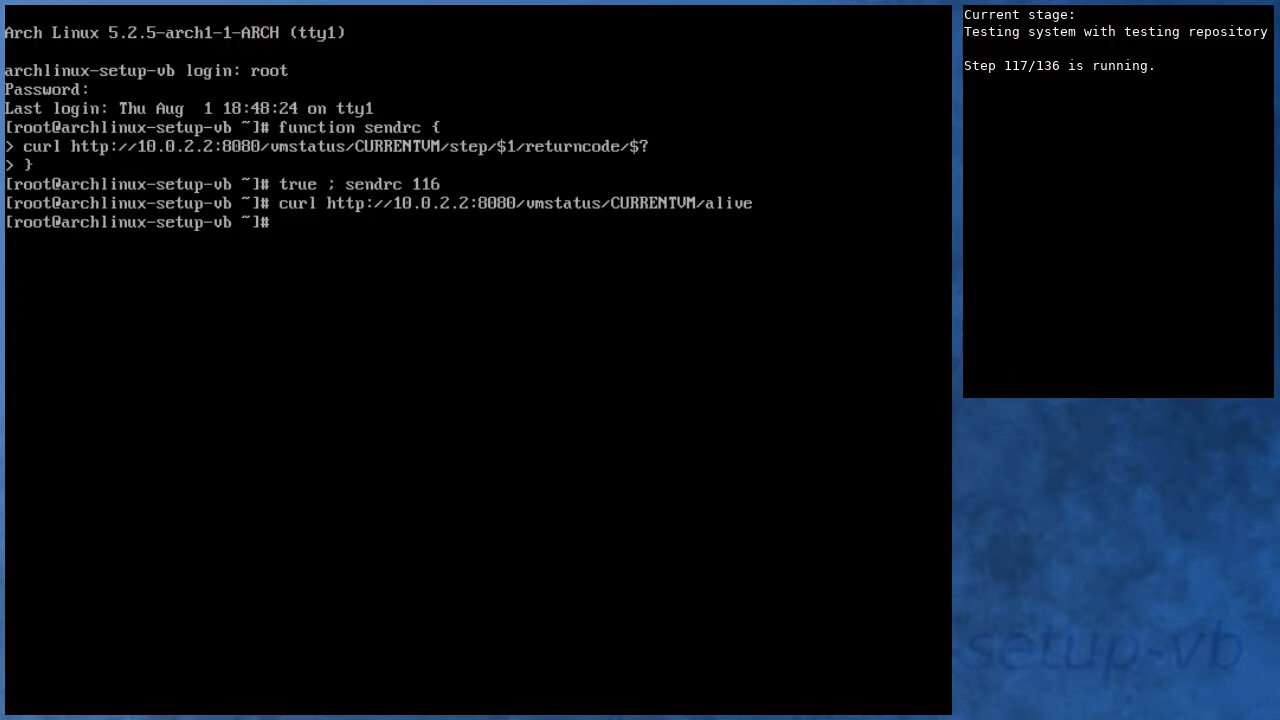 Arch Linux 5.2.5-arch1-1-ARCH (tty1)
archlinux-setup-vb login: root
Password:
Last login: Thu Aug  1 18:48:24 on tty1
[root@archlinux-setup-vb ~]# function sendrc {
> curl http://10.0.2.2:8080/vmstatus/CURRENTVM/step/$1/returncode/$?
> }
[root@archlinux-setup-vb ~]# true ; sendrc 116
[root@archlinux-setup-vb ~]# curl http://10.0.2.2:8080/vmstatus/CURRENTVM/alive
[root@archlinux-setup-vb ~]#
Current stage:
Testing system with testing repository
Step 117/136 is running.
setup-vb